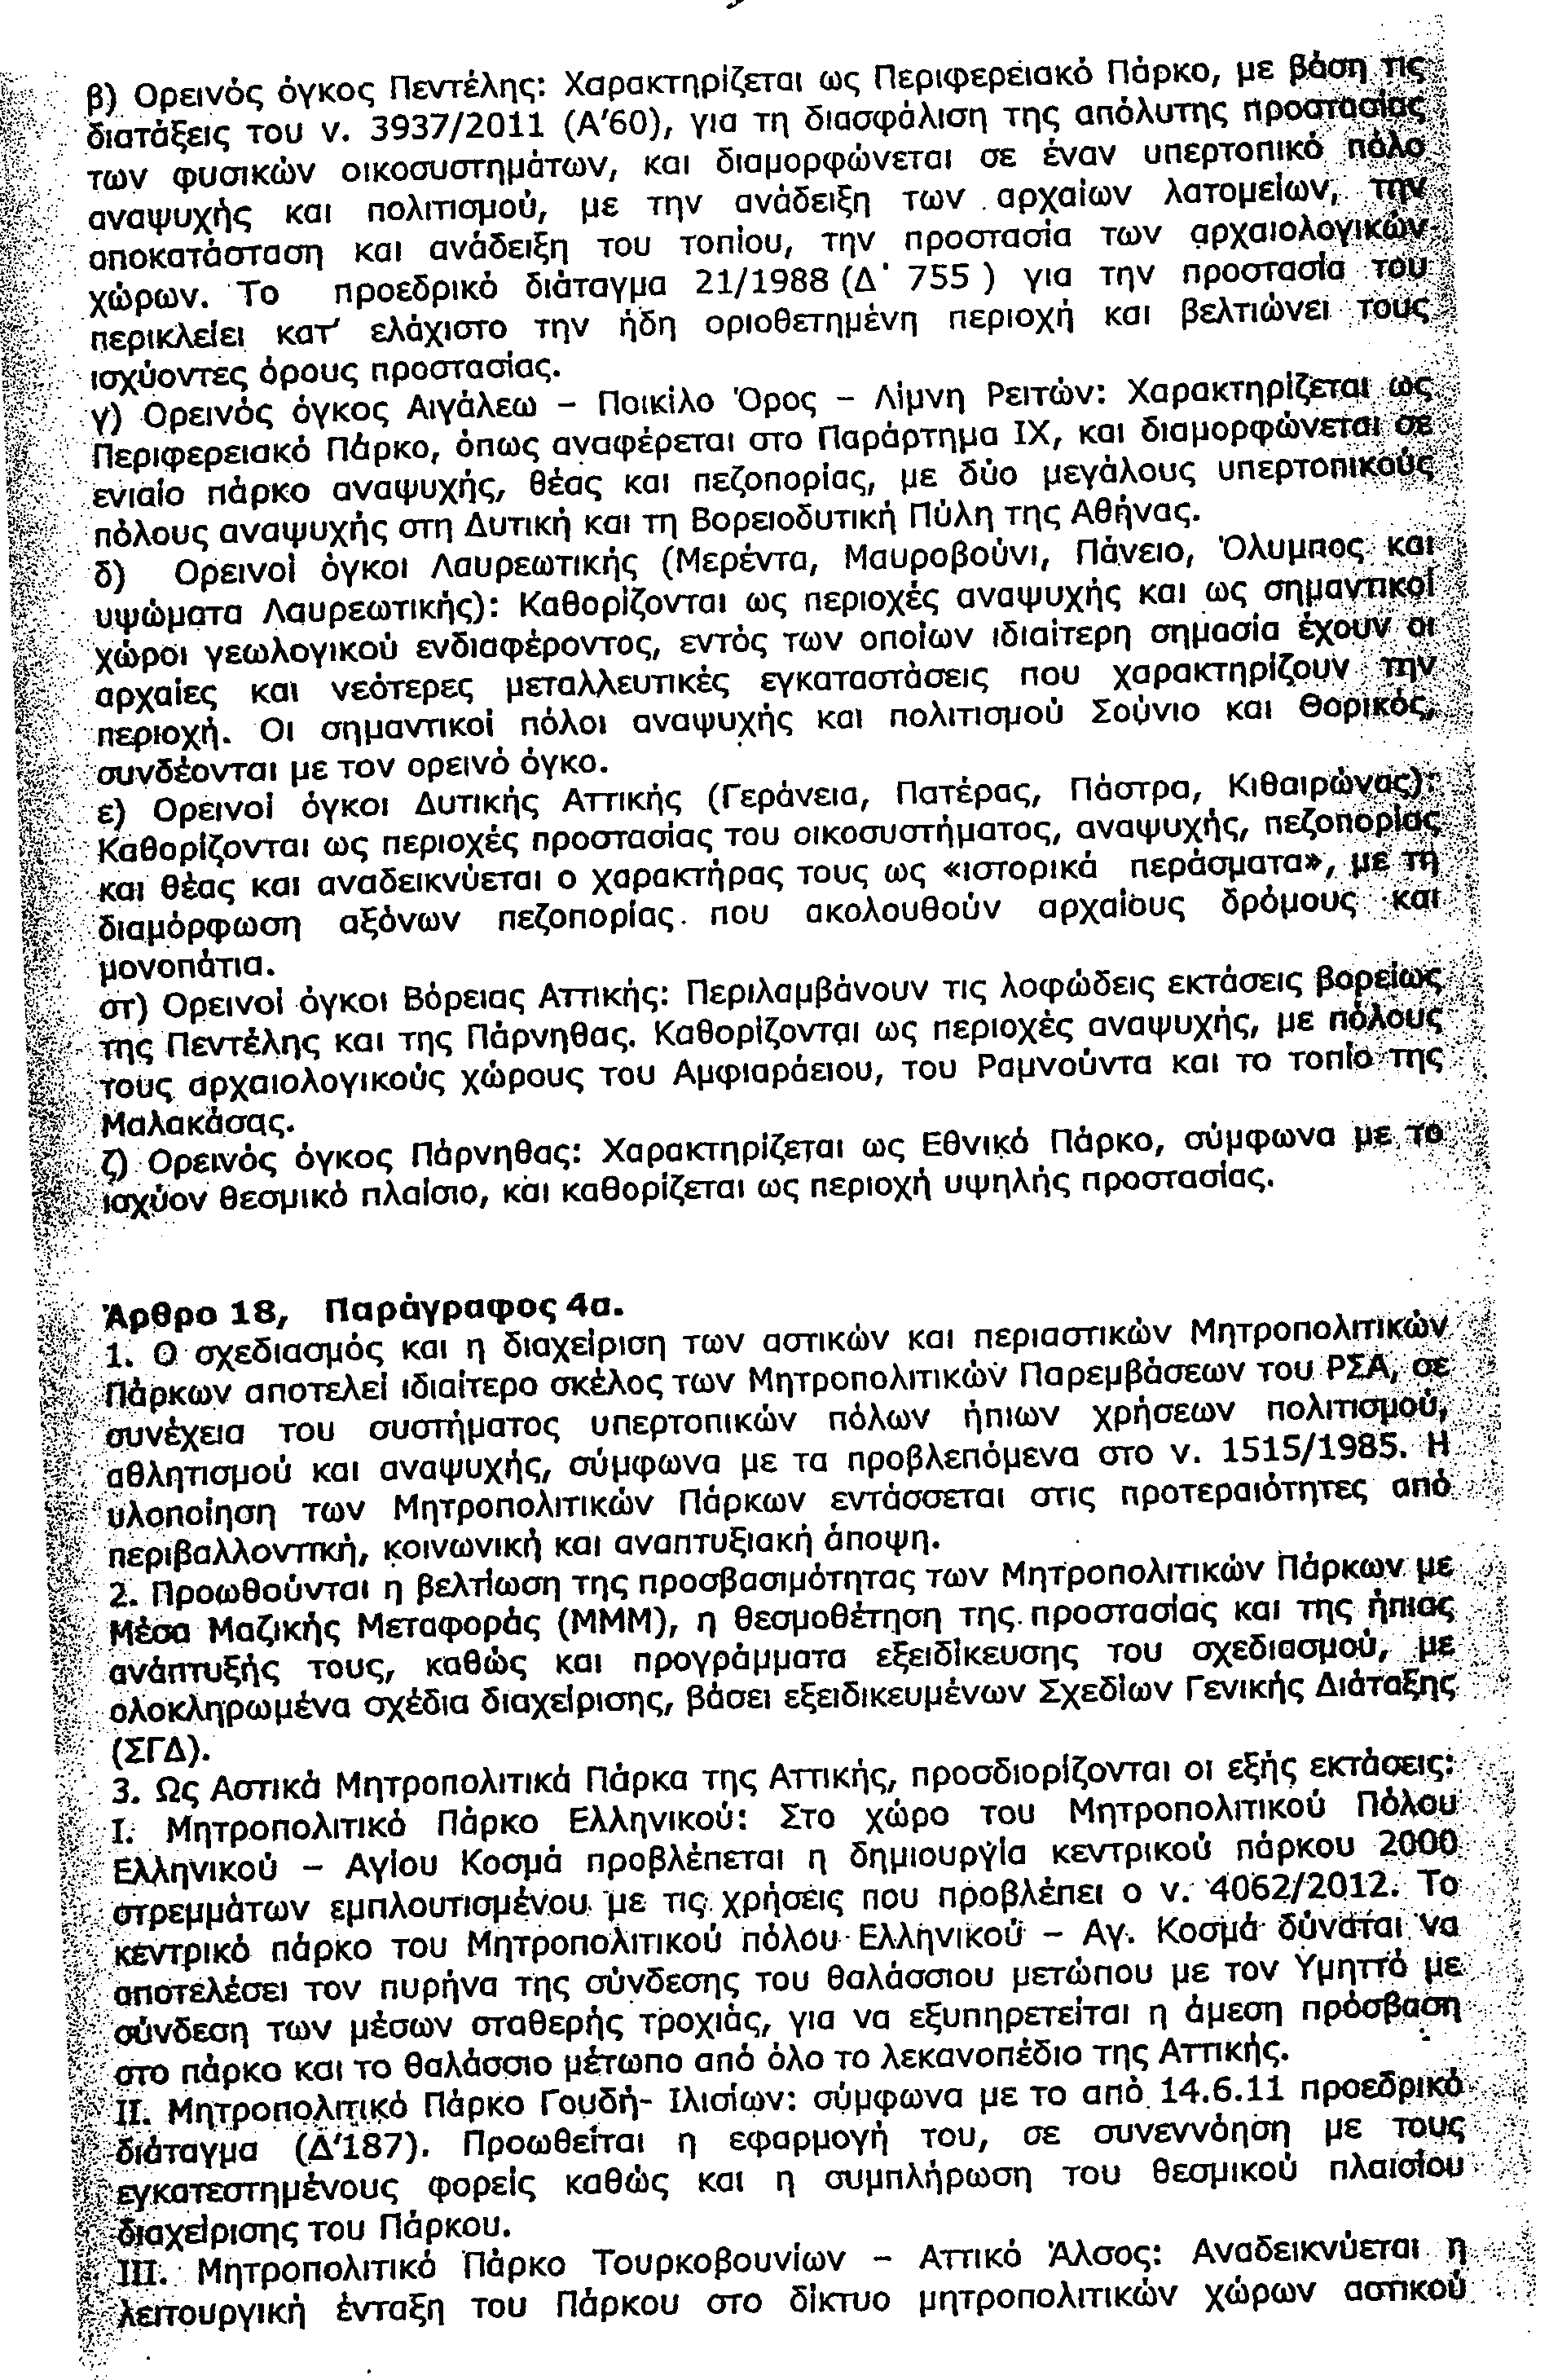 β) Ορεινός όγκος Πεντέλης: Χαρακτηρίζεται ως Περιφερειακό Πάρκο, με βάση τις
διατάξεις του ν. 3937/2011 (Α'60), για τη διασφάλιση της απόλυτης προστασίας
των φυσικών οικοσυστημάτων, και διαμορφώνεται σε έναν υπερτοπικό πόλο
αναψυχής και πολιτισμού, με την ανάδειξη των αρχαίων λατομείων, την
αποκατάσταση και ανάδειξη του τοπίου, την προστασία των αρχαιολογικών
χώρων. Το προεδρικό διάταγμα 21/1988 (Δ' 755 ) για την προστασία του
περικλείει κατ' ελάχιστο την ήδη οριοθετημένη περιοχή και βελτιώνει τους
ισχύοντες όρους προστασίας.
γ) Ορεινός όγκος Αιγάλεω – Ποικίλο Όρος – Λίμνη Ρειτών: Χαρακτηρίζεται ως
Περιφερειακό Πάρκο, όπως αναφέρεται στο Παράρτημα ΙΧ, και διαμορφώνεται σε
ενιαίο πάρκο αναψυχής, θέας και πεζοπορίας, με δύο μεγάλους υπερτοπικούς
πόλους αναψυχής στη Δυτική και τη Βορειοδυτική Πύλη της Αθήνας.
δ) Ορεινοί όγκοι Λαυρεωτικής (Μερέντα, Μαυροβούνι, Πάνειο, Όλυμπος και
υψώματα Λαυρεωτικής): Καθορίζονται ως περιοχές αναψυχής και ως σημαντικοί
χώροι γεωλογικού ενδιαφέροντος, εντός των οποίων ιδιαίτερη σημασία έχουν οι
αρχαίες και νεότερες μεταλλευτικές εγκαταστάσεις που χαρακτηρίζουν την
περιοχή. Οι σημαντικοί πόλοι αναψυχής και πολιτισμού Σούνιο και Θορικός,
συνδέονται με τον ορεινό όγκο.
ε) Ορεινοί όγκοι Δυτικής Αττικής (Γεράνεια, Πατέρας, Πάστρα, Κιθαιρώνας):
Καθορίζονται ως περιοχές προστασίας του οικοσυστήματος, αναψυχής, πεζοπορίας
και θέας και αναδεικνύεται ο χαρακτήρας τους ως «ιστορικά περάσματα», με τη
διαμόρφωση αξόνων πεζοπορίας που ακολουθούν αρχαίους δρόμους και
μονοπάτια.
στ) Ορεινοί όγκοι Βόρειας Αττικής: Περιλαμβάνουν τις λοφώδεις εκτάσεις βορείως
της Πεντέλης και της Πάρνηθας. Καθορίζονται ως περιοχές αναψυχής, με πόλους
τους αρχαιολογικούς χώρους του Αμφιαράειου, του Ραμνούντα και το τοπίο της
Μαλακάσας.
ζ) Ορεινός όγκος Πάρνηθας: Χαρακτηρίζεται ως Εθνικό Πάρκο, σύμφωνα με το
ισχύον θεσμικό πλαίσιο, και καθορίζεται ως περιοχή υψηλής προστασίας.
Άρθρο 18, Παράγραφος 4α.
1. Ο σχεδιασμός και η διαχείριση των αστικών και περιαστικών Μητροπολιτικών
Πάρκων αποτελεί ιδιαίτερο σκέλος των Μητροπολιτικών Παρεμβάσεων του ΡΣΑ, σε
συνέχεια του συστήματος υπερτοπικών πόλων ήπιων χρήσεων πολιτισμού,
αθλητισμού και αναψυχής, σύμφωνα με τα προβλεπόμενα στο ν. 1515/1985. Η
υλοποίηση των Μητροπολιτικών Πάρκων εντάσσεται στις προτεραιότητες από
περιβαλλοντική, κοινωνική και αναπτυξιακή άποψη.
2. Προωθούνται η βελτίωση της προσβασιμότητας των Μητροπολιτικών Πάρκων με
Μέσα Μαζικής Μεταφοράς (ΜΜΜ), η θεσμοθέτηση της προστασίας και της ήπιας
ανάπτυξής τους, καθώς και προγράμματα εξειδίκευσης του σχεδιασμού, με
ολοκληρωμένα σχέδια διαχείρισης, βάσει εξειδικευμένων Σχεδίων Γενικής Διάταξης
(ΣΓΔ).
3. Ως Αστικά Μητροπολιτικά Πάρκα της Αττικής, προσδιορίζονται οι εξής εκτάσεις:
Ι. Μητροπολιτικό Πάρκο Ελληνικού: Στο χώρο του Μητροπολιτικού Πόλου
Ελληνικού – Αγίου Κοσμά προβλέπεται η δημιουργία κεντρικού πάρκου 2000
στρεμμάτων εμπλουτισμένου με τις χρήσεις που προβλέπει ο ν. 4062/2012. Το
κεντρικό πάρκο του Μητροπολιτικού πόλου Ελληνικού – Αγ. Κοσμά δύναται να
αποτελέσει τον πυρήνα της σύνδεσης του θαλάσσιου μετώπου με τον Υμηττό με
σύνδεση των μέσων σταθερής τροχιάς, για να εξυπηρετείται η άμεση πρόσβαση
στο πάρκο και το θαλάσσιο μέτωπο από όλο το λεκανοπέδιο της Αττικής.
ΙΙ. Μητροπολιτικό Πάρκο Γουδή- Ιλισίων: σύμφωνα με το από 14.6.11 προεδρικό
διάταγμα (Δ'187). Προωθείται η εφαρμογή του, σε συνεννόηση με τους
εγκατεστημένους φορείς καθώς και η συμπλήρωση του θεσμικού πλαισίου
διαχείρισης του Πάρκου.
ΙΙΙ. Μητροπολιτικό Πάρκο Τουρκοβουνίων – Αττικό Άλσος: Αναδεικνύεται η
λειτουργική ένταξη του Πάρκου στο δίκτυο μητροπολιτικών χώρων αστικού